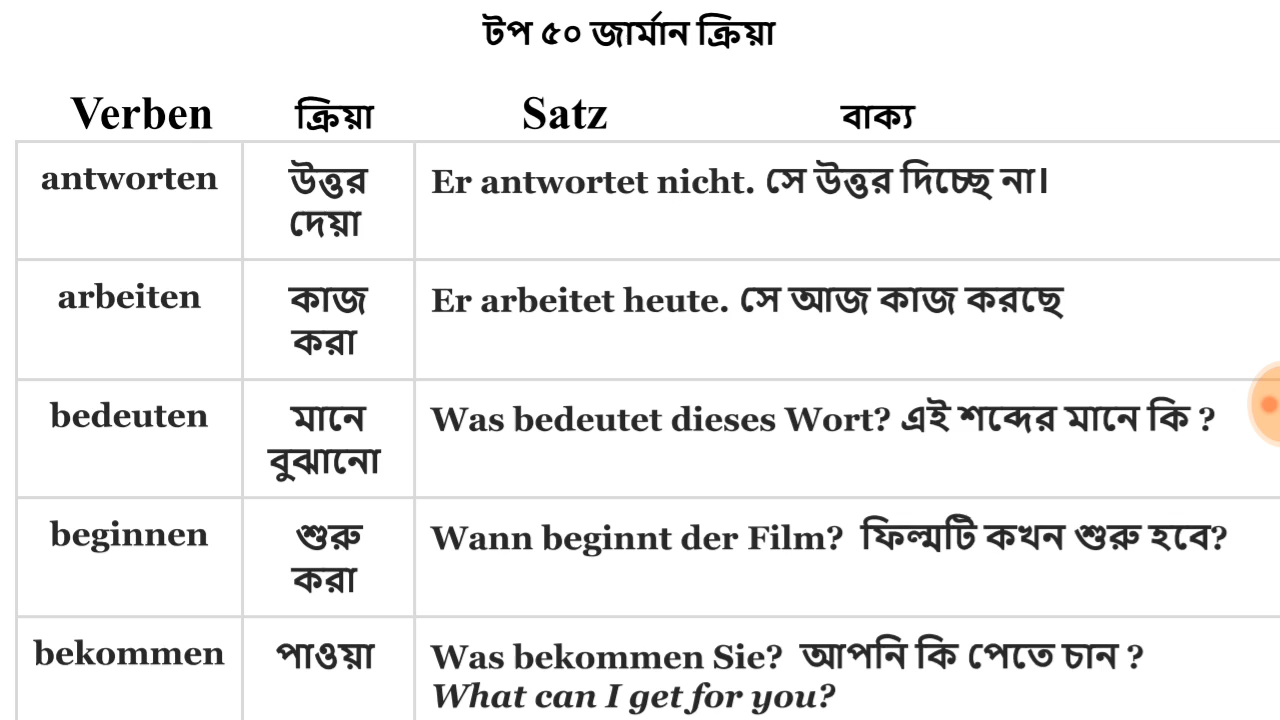 টপ ৫০ জার্মান ক্রিয়া
Verben ক্রিয়া Satz বাক্য
antworten উত্তর দেয়া Er antwortet nicht. সে উত্তর দিচ্ছে না।
arbeiten কাজ করা Er arbeitet heute. সে আজ কাজ করছে
bedeuten মানে বুঝানো Was bedeutet dieses Wort? এই শব্দের মানে কি ?
beginnen শুরু করা Wann beginnt der Film? ফিল্মটি কখন শুরু হবে?
bekommen পাওয়া Was bekommen Sie? আপনি কি পেতে চান ?
What can I get for you?